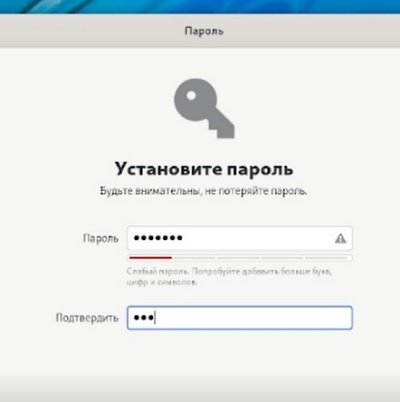 Пароль
Установите пароль
Будьте внимательны, не потеряйте пароль.
Пароль •••••••
Слабый пароль. Попробуйте добавить больше букв,
цифр и символов.
Подтвердить •••